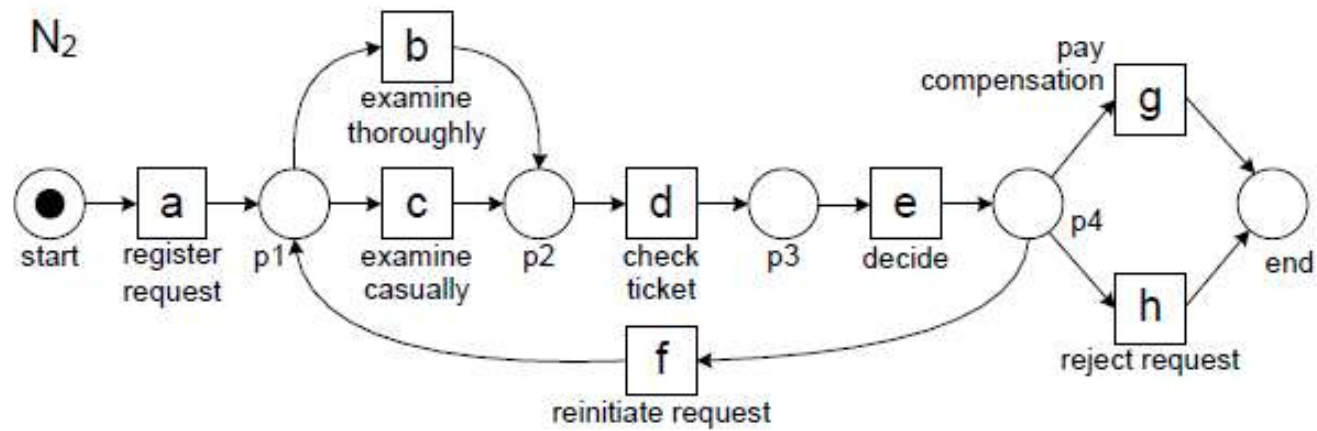 N₂
b
examine
thoroughly
pay
compensation
g
start
a
register
request
p1
c
examine
casually
p2
d
check
ticket
p3
e
decide
p4
end
h
reject request
f
reinitiate request